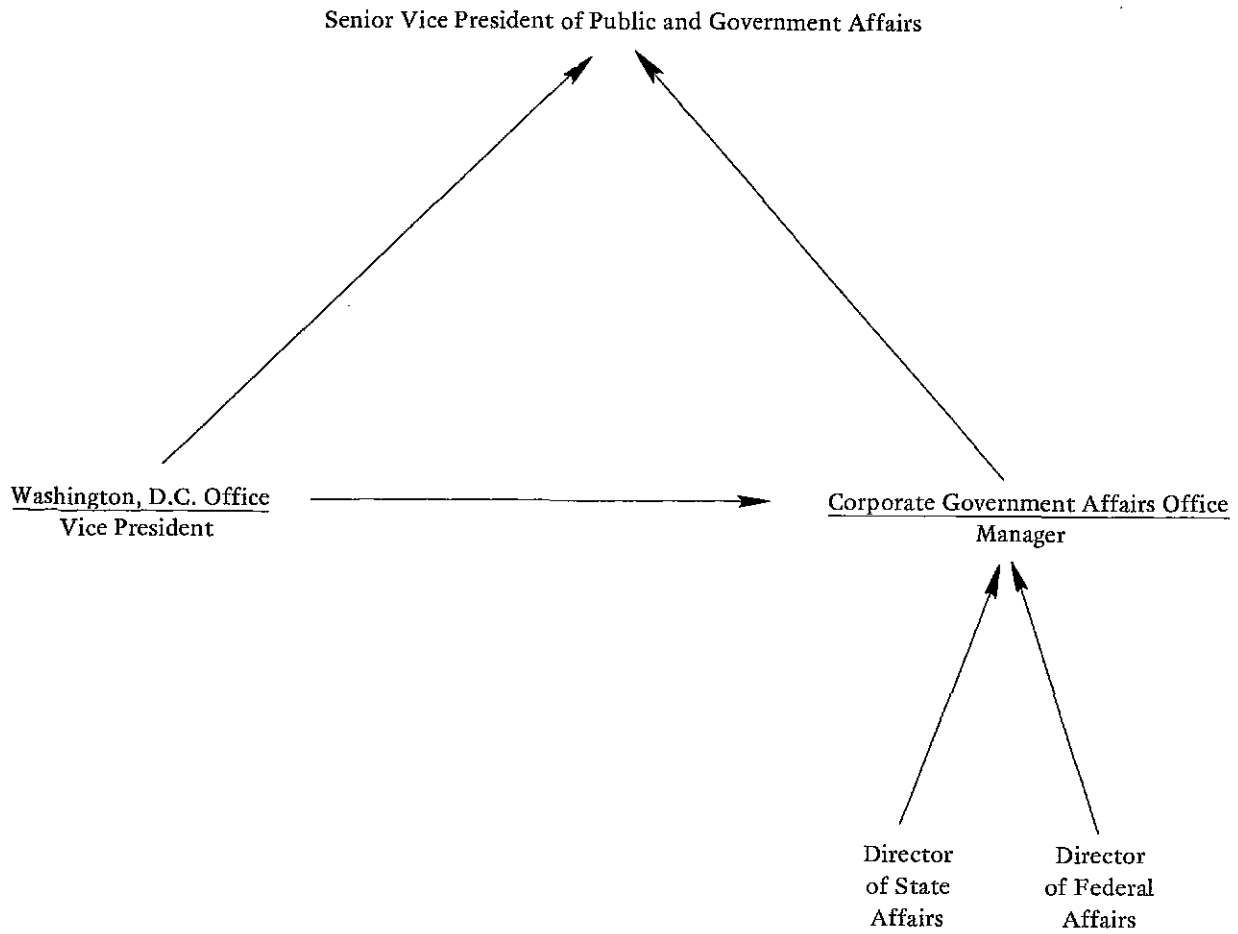 Senior Vice President of Public and Government Affairs
Washington, D.C. Office
Vice President
Corporate Government Affairs Office
Manager
Director
of State
Affairs
Director
of Federal
Affairs